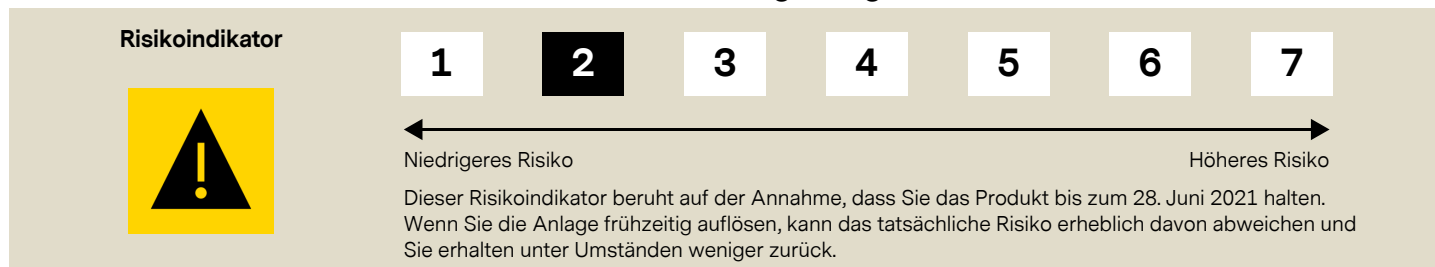 Risikoindikator
1 2 3 4 5 6 7
Niedrigeres Risiko Höheres Risiko
Dieser Risikoindikator beruht auf der Annahme, dass Sie das Produkt bis zum 28. Juni 2021 halten.
Wenn Sie die Anlage frühzeitig auflösen, kann das tatsächliche Risiko erheblich davon abweichen und
Sie erhalten unter Umständen weniger zurück.